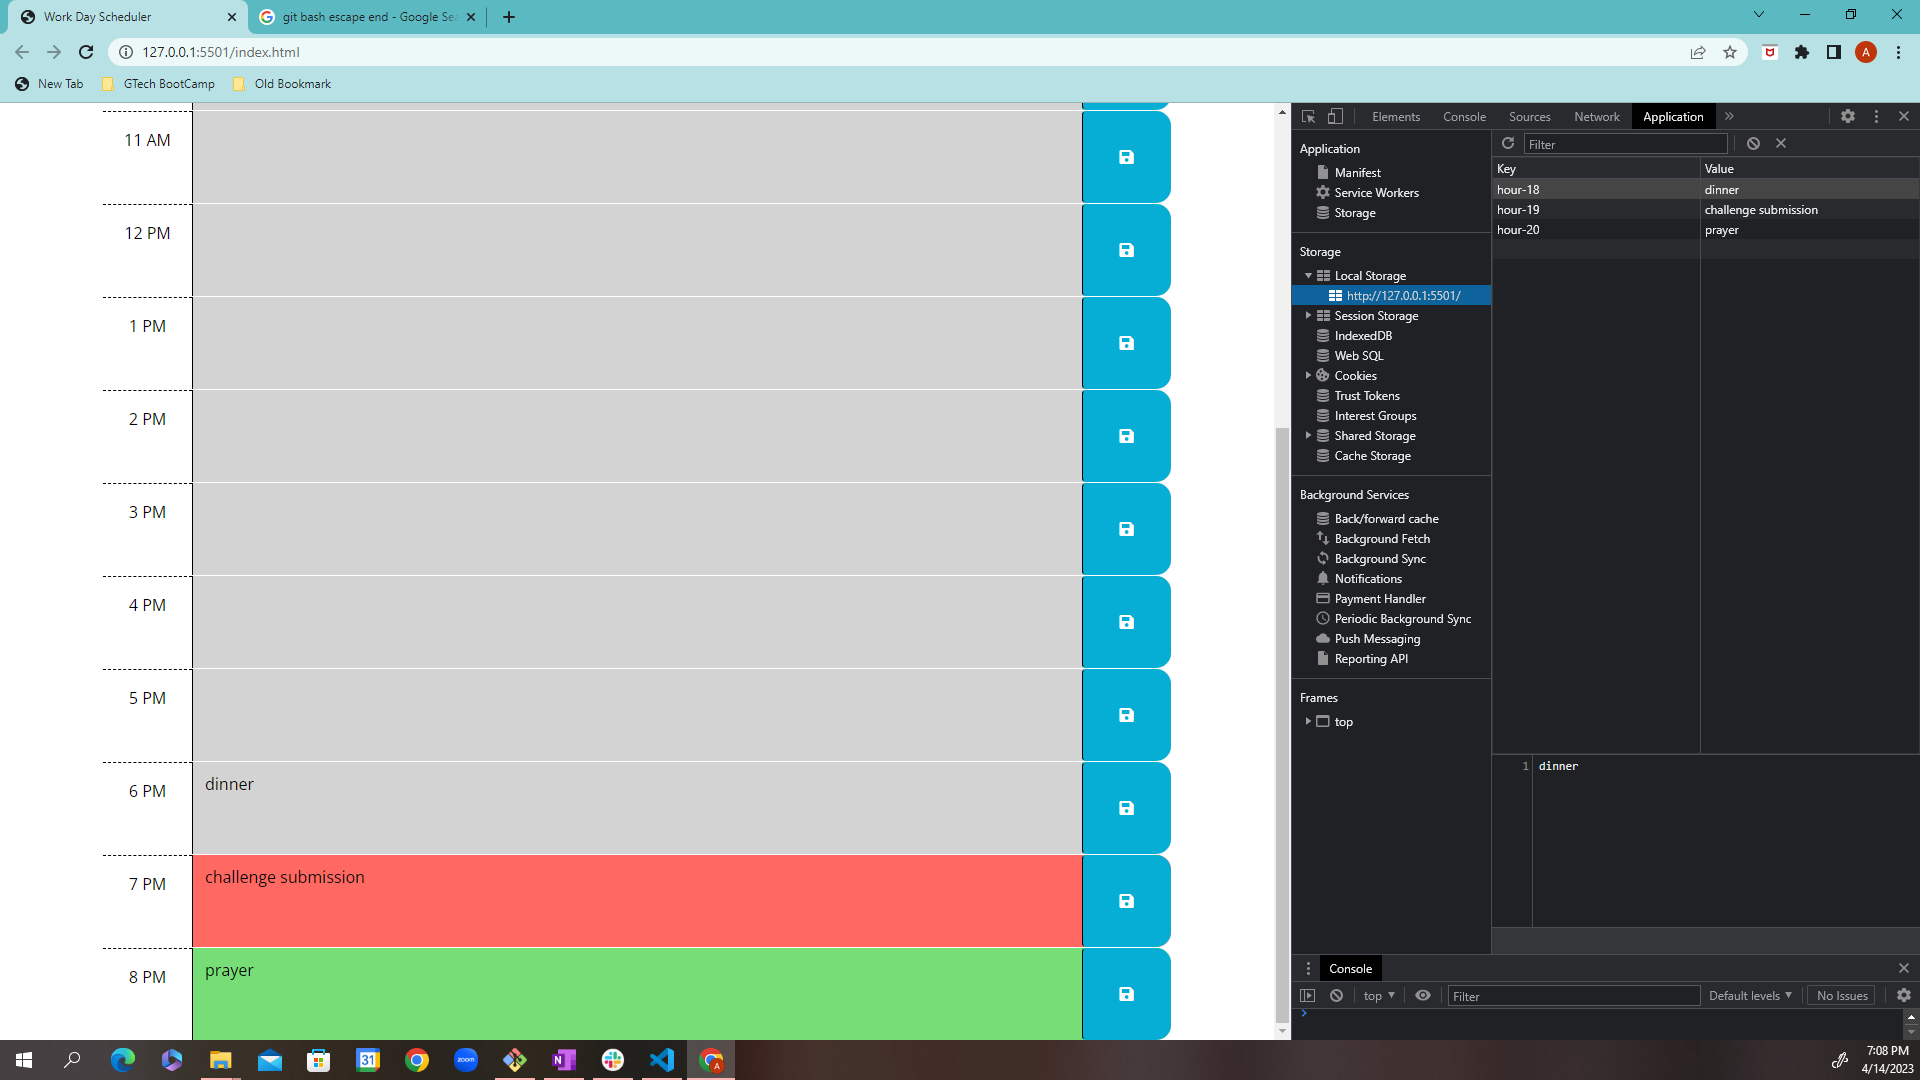 Work Day Scheduler
git bash escape end - Google Sea
127.0.0.1:5501/index.html
A
New Tab
GTech BootCamp
Old Bookmark
11 AM
12 PM
1 PM
2 PM
3 PM
4 PM
5 PM
6 PM
dinner
7 PM
challenge submission
8 PM
prayer
Elements
Console
Sources
Network
Application
Application
Manifest
Service Workers
Storage
Storage
Local Storage
http://127.0.0.1:5501/
Session Storage
IndexedDB
Web SQL
Cookies
Trust Tokens
Interest Groups
Shared Storage
Cache Storage
Background Services
Back/forward cache
Background Fetch
Background Sync
Notifications
Payment Handler
Periodic Background Sync
Push Messaging
Reporting API
Frames
top
Filter
Key Value
hour-18 dinner
hour-19 challenge submission
hour-20 prayer
1 dinner
Console
top
Filter
Default levels
No Issues
31
zoom
A
7:08 PM
4/14/2023